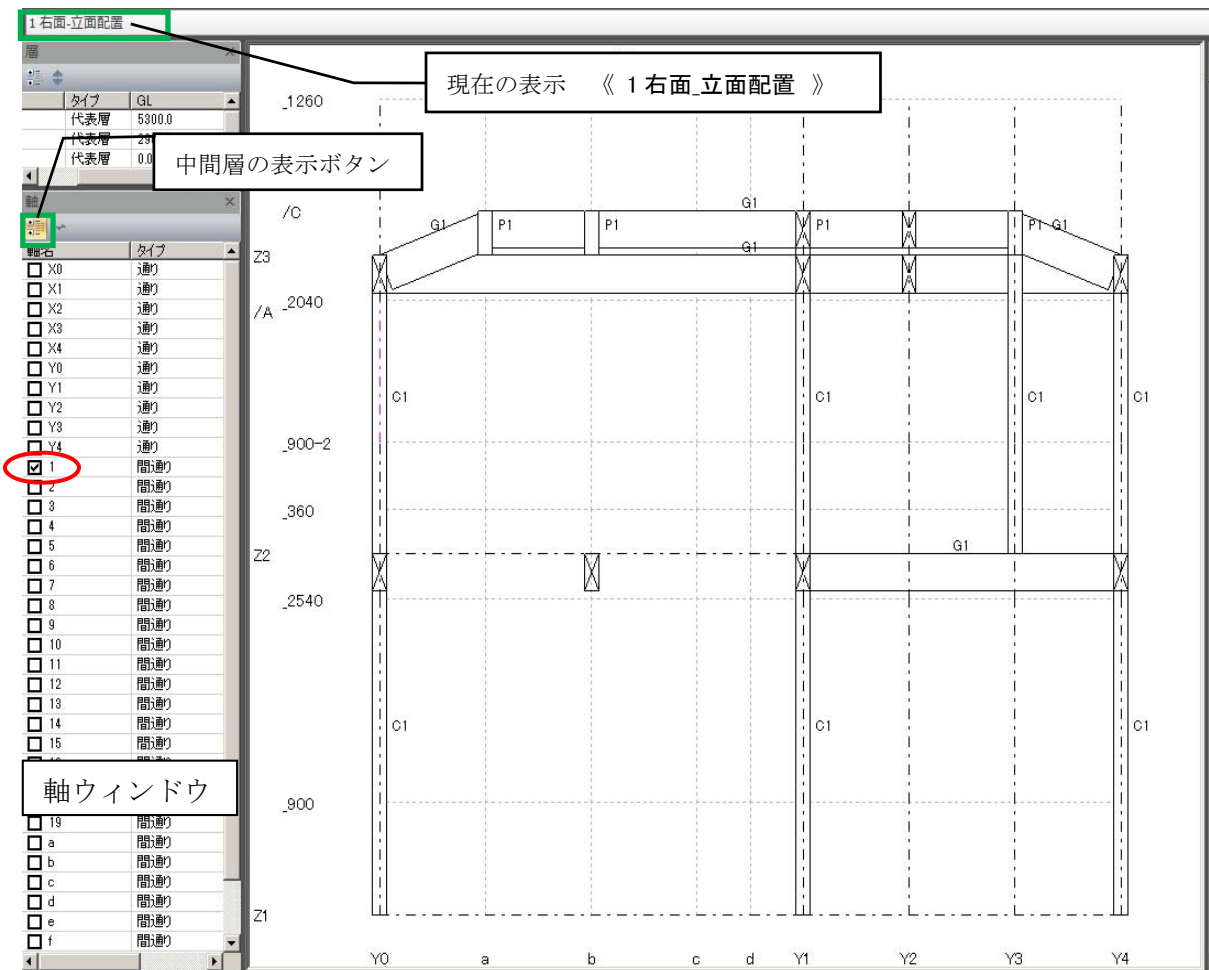 1 右面-立面配置
現在の表示 《 1 右面_立面配置 》
層
タイプ GL
代表層 5300.0
代表層 29
代表層 0.0
中間層の表示ボタン
軸
軸名 タイプ
X0 通り
X1 通り
X2 通り
X3 通り
X4 通り
Y0 通り
Y1 通り
Y2 通り
Y3 通り
Y4 通り
1 間通り
2 間通り
3 間通り
4 間通り
5 間通り
6 間通り
7 間通り
8 間通り
9 間通り
10 間通り
11 間通り
12 間通り
13 間通り
14 間通り
15 間通り
軸ウィンドウ
19 間通り
a 間通り
b 間通り
c 間通り
d 間通り
e 間通り
f 間通り
_1260
/C
G1
G1 P1 P1 P1 P1 G1
Z3 G1
/A _2040
C1 C1 C1 C1
_900-2
_360
G1
Z2
_2540
C1 C1 C1
_900
Z1
Y0 a b c d Y1 Y2 Y3 Y4